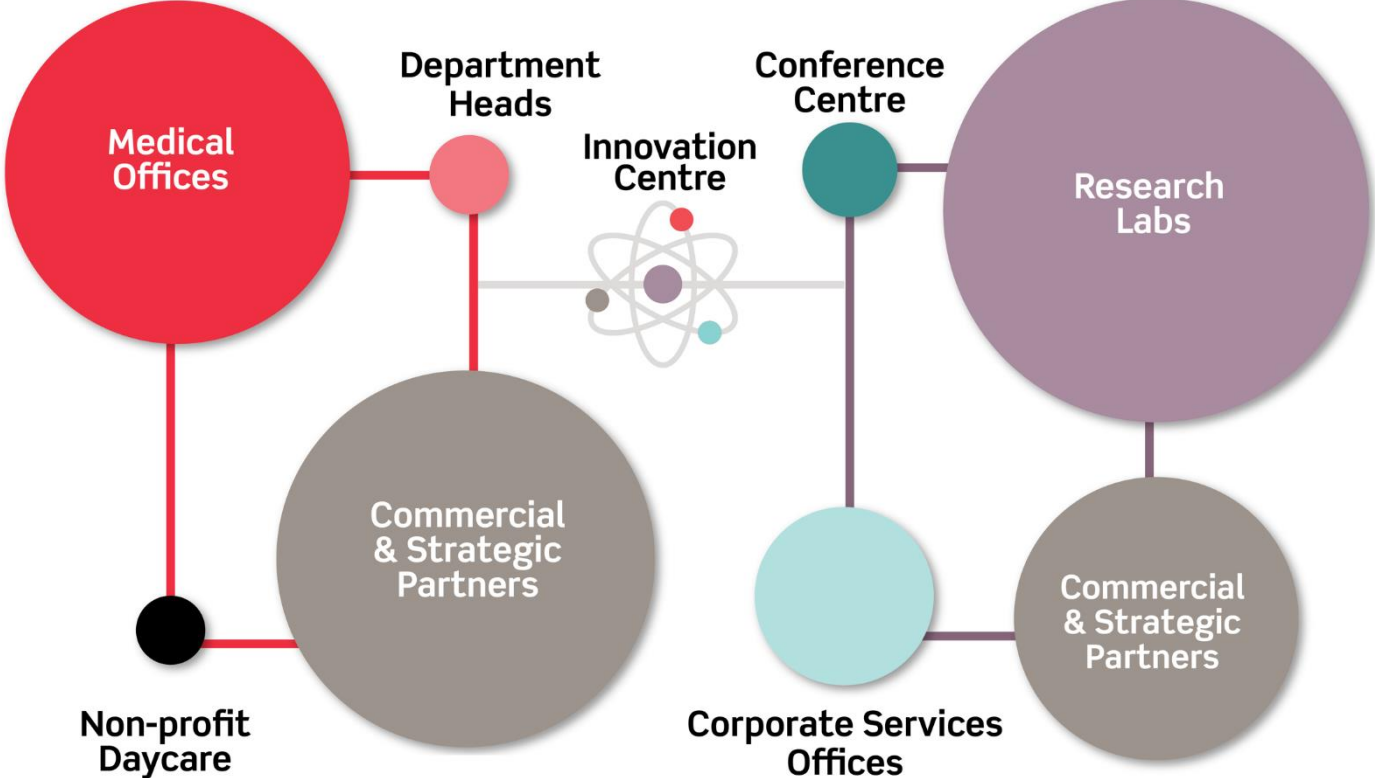 Medical
Offices
Department
Heads
Innovation
Centre
Conference
Centre
Research
Labs
Commercial
& Strategic
Partners
Commercial
& Strategic
Partners
Non-profit
Daycare
Corporate Services
Offices